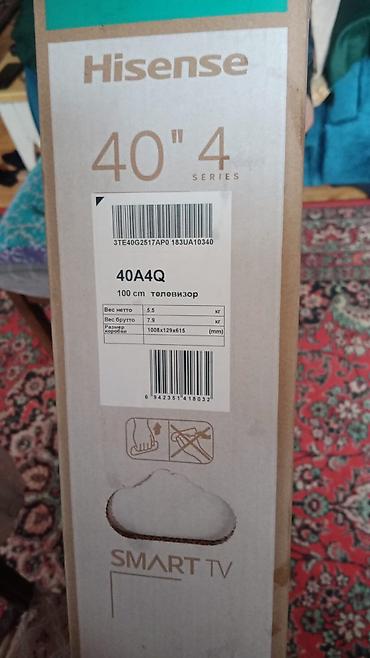 Hisense
40" 4
SERIES
3TE40G2517AP0 183UA10340
40A4Q
100 cm телевизор
Вес нетто 5.5 кг
Вес брутто 7.9 кг
Размер коробки 1008x129x615 (mm)
6 942351 418032
SMART TV